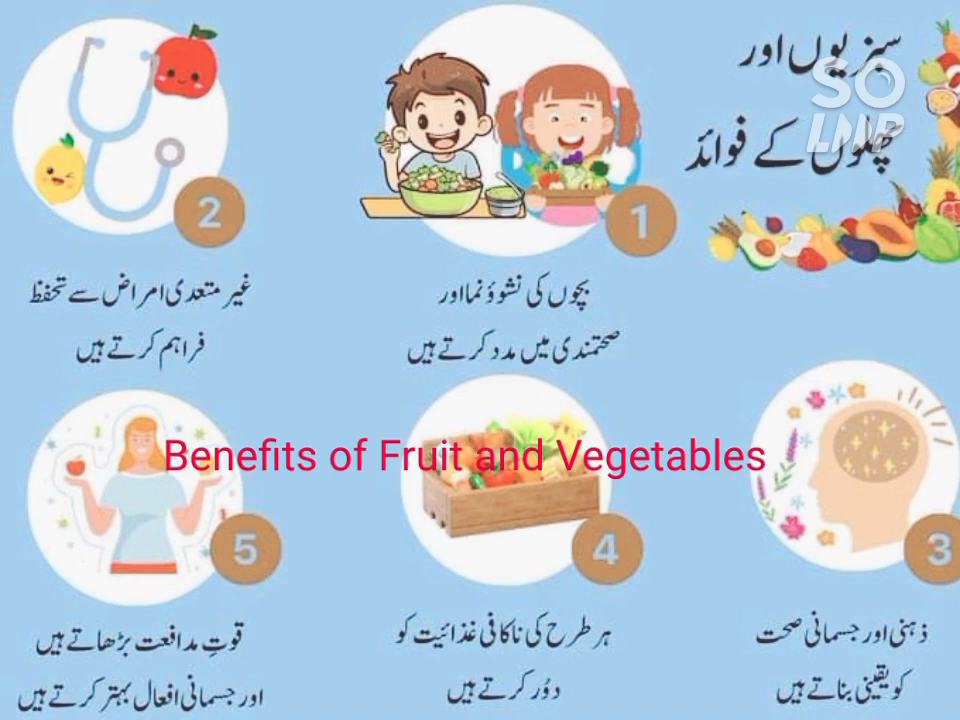 سبزیوں اور
پھلوں کے فوائد
SO
LNP
1
بچوں کی نشوؤنما اور
صحتمندی میں مدد کرتے ہیں
2
غیر متعدی امراض سے تحفظ
فراہم کرتے ہیں
Benefits of Fruit and Vegetables
3
ذہنی اور جسمانی صحت
کو یقینی بناتے ہیں
4
ہر طرح کی ناکافی غذائیت کو
دوُر کرتے ہیں
5
قوتِ مدافعت بڑھاتے ہیں
اور جسمانی افعال بہتر کرتے ہیں